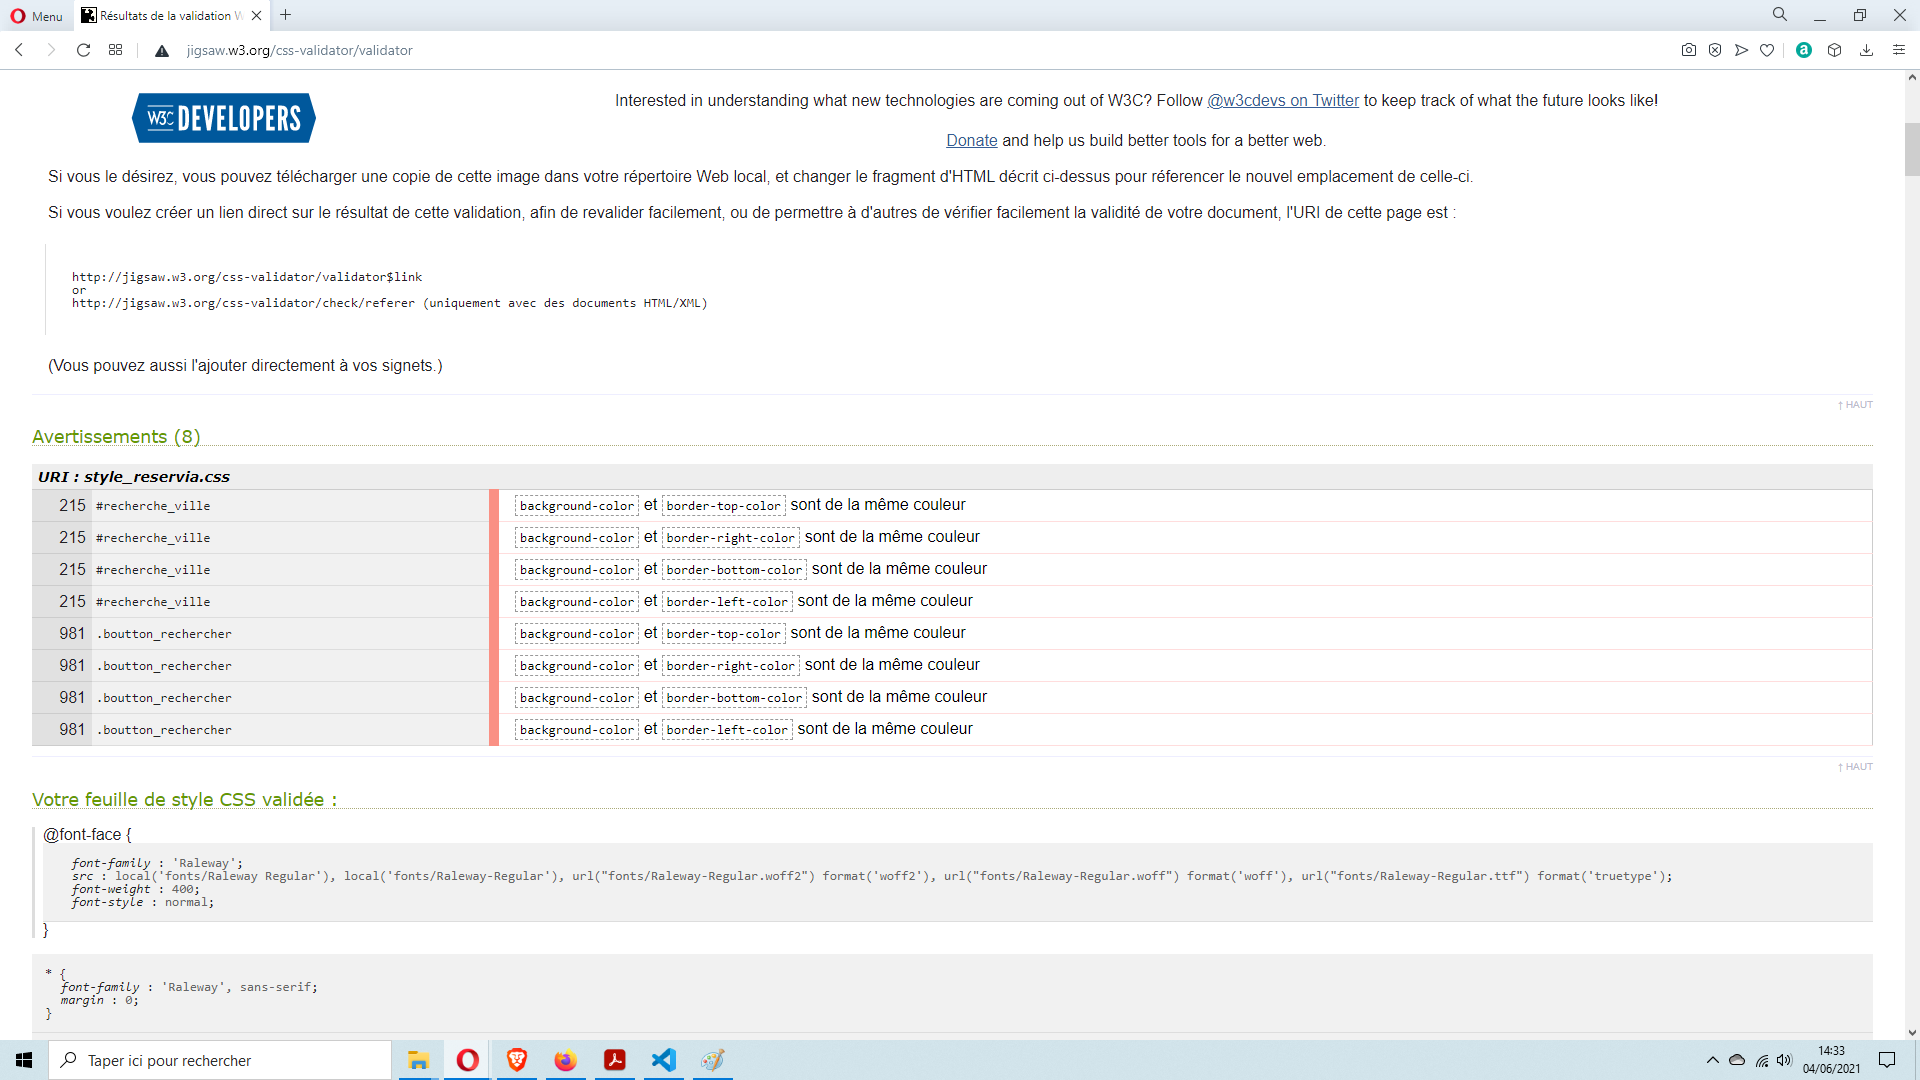 Menu
Résultats de la validation W
jigsaw.w3.org/css-validator/validator
W3C DEVELOPERS
Interested in understanding what new technologies are coming out of W3C? Follow @w3cdevs on Twitter to keep track of what the future looks like!
Donate and help us build better tools for a better web.
Si vous le désirez, vous pouvez télécharger une copie de cette image dans votre répertoire Web local, et changer le fragment d'HTML décrit ci-dessus pour réferencer le nouvel emplacement de celle-ci.
Si vous voulez créer un lien direct sur le résultat de cette validation, afin de revalider facilement, ou de permettre à d'autres de vérifier facilement la validité de votre document, l'URI de cette page est :
http://jigsaw.w3.org/css-validator/validator$link
or
http://jigsaw.w3.org/css-validator/check/referer (uniquement avec des documents HTML/XML)
(Vous pouvez aussi l'ajouter directement à vos signets.)
↑ HAUT
Avertissements (8)
URI : style_reservia.css
215 #recherche_ville background-color et border-top-color sont de la même couleur
215 #recherche_ville background-color et border-right-color sont de la même couleur
215 #recherche_ville background-color et border-bottom-color sont de la même couleur
215 #recherche_ville background-color et border-left-color sont de la même couleur
981 .boutton_rechercher background-color et border-top-color sont de la même couleur
981 .boutton_rechercher background-color et border-right-color sont de la même couleur
981 .boutton_rechercher background-color et border-bottom-color sont de la même couleur
981 .boutton_rechercher background-color et border-left-color sont de la même couleur
↑ HAUT
Votre feuille de style CSS validée :
@font-face {
font-family : 'Raleway';
src : local('fonts/Raleway Regular'), local('fonts/Raleway-Regular'), url("fonts/Raleway-Regular.woff2") format('woff2'), url("fonts/Raleway-Regular.woff") format('woff'), url("fonts/Raleway-Regular.ttf") format('truetype');
font-weight : 400;
font-style : normal;
}
* {
font-family : 'Raleway', sans-serif;
margin : 0;
}
Taper ici pour rechercher
14:33
04/06/2021